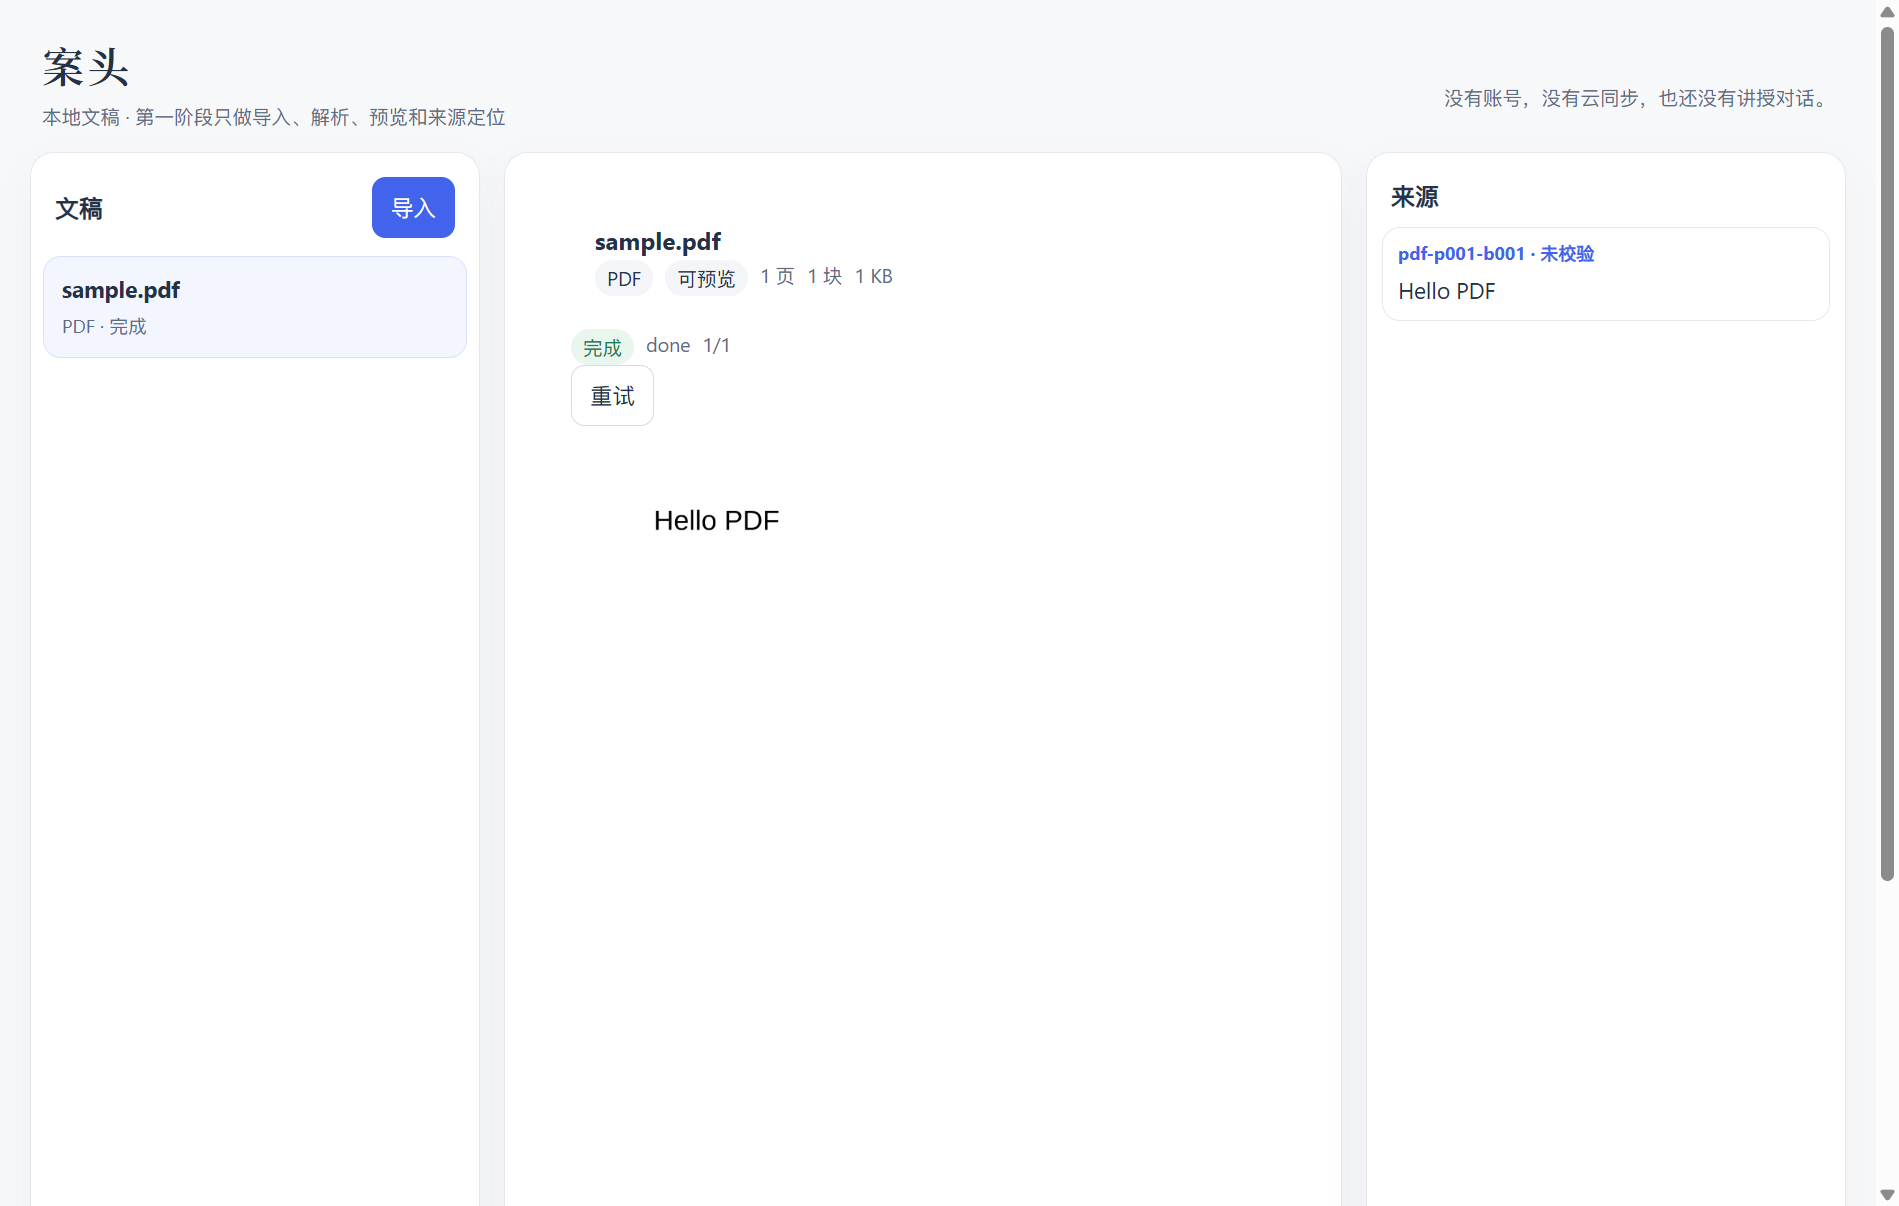 案头
本地文稿 · 第一阶段只做导入、解析、预览和来源定位
没有账号，没有云同步，也还没有讲授对话。
文稿
导入
sample.pdf
PDF · 完成
sample.pdf
PDF 可预览 1 页 1 块 1 KB
完成 done 1/1
重试
Hello PDF
来源
pdf-p001-b001 · 未校验
Hello PDF